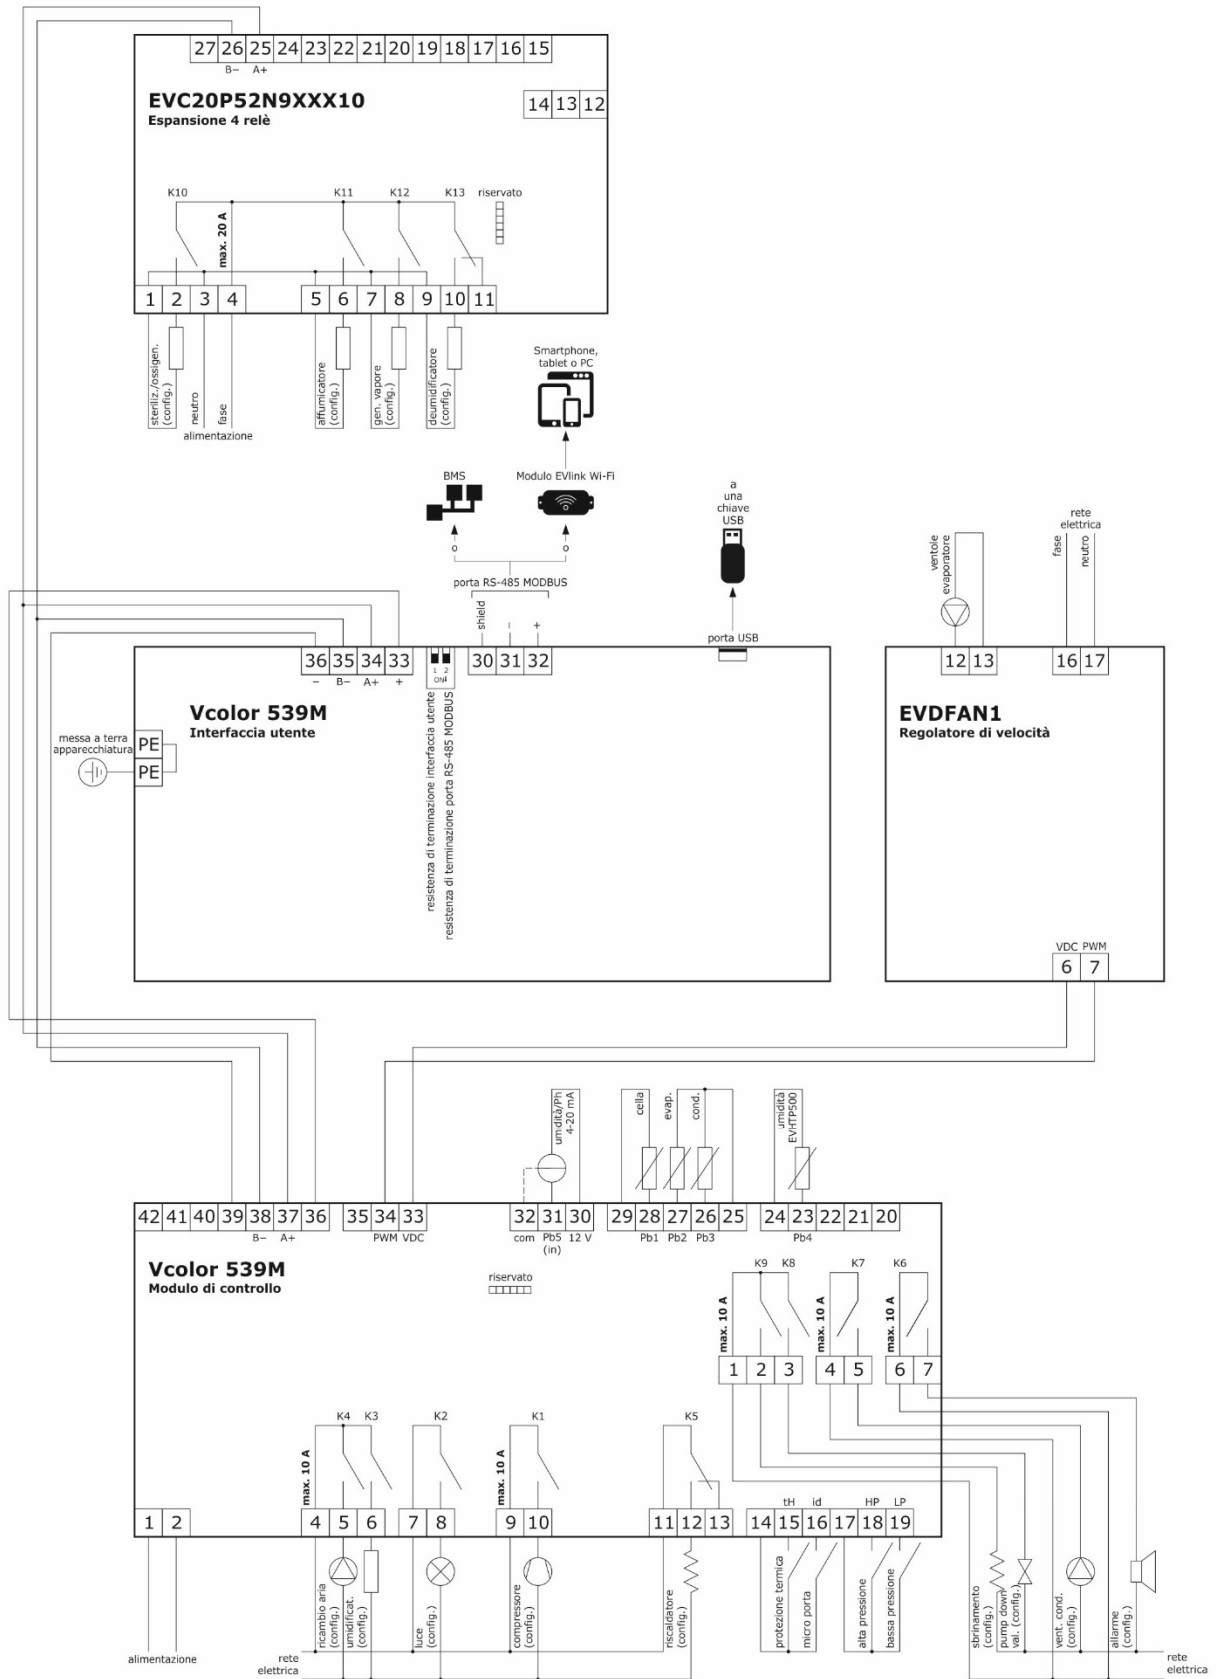 27 26 25 24 23 22 21 20 19 18 17 16 15
B− A+
EVC20P52N9XXX10
Espansione 4 relè
14 13 12
K10 K11 K12 K13 riservato
max. 20 A
1 2 3 4 5 6 7 8 9 10 11
steriliz./ossigen.
(config.)
neutro
fase
alimentazione
affumicatore
(config.)
gen. vapore
(config.)
deumidificatore
(config.)
Smartphone,
tablet o PC
BMS
Modulo EVlink Wi-Fi
o o
porta RS-485 MODBUS
shield
−
+
a
una
chiave
USB
porta USB
ventole
evaporatore
rete
elettrica
fase
neutro
36 35 34 33
− B− A+ +
1 2
ON
30 31 32
12 13 16 17
Vcolor 539M
Interfaccia utente
messa a terra
apparecchiatura
PE
PE
resistenza di terminazione interfaccia utente
resistenza di terminazione porta RS-485 MODBUS
EVDFAN1
Regolatore di velocità
VDC PWM
6 7
umidità/Ph
4-20 mA
cella
evap.
cond.
umidità
EVHTP500
42 41 40 39 38 37 36 35 34 33 32 31 30 29 28 27 26 25 24 23 22 21 20
B− A+ PWM VDC com Pb5 12 V Pb1 Pb2 Pb3 Pb4
(in)
Vcolor 539M
Modulo di controllo
riservato
K9 K8 K7 K6
max. 10 A
max. 10 A
max. 10 A
1 2 3 4 5 6 7
K4 K3 K2 K1 K5
max. 10 A
max. 10 A
tH id HP LP
1 2 4 5 6 7 8 9 10 11 12 13 14 15 16 17 18 19
alimentazione
rete
elettrica
ricambio aria
(config.)
umidificat.
(config.)
luce
(config.)
compressore
(config.)
riscaldatore
(config.)
protezione termica
micro porta
alta pressione
bassa pressione
sbrinamento
(config.)
pump down
val. (config.)
vent. cond.
(config.)
allarme
(config.)
rete
elettrica